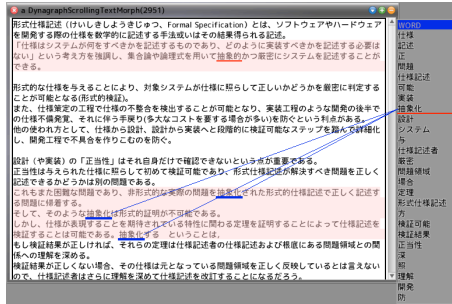 a DynagraphScrollingTextMorph(2951)
形式仕様記述（けいしきしようきじゅつ、Formal Specification）とは、ソフトウェアやハードウェア
を開発する際の仕様を数学的に記述する手法或いはその結果得られる記述。
「仕様はシステムが何をすべきかを記述するものであり、どのように実装すべきかを記述する必要は
ない」という考え方を強調し、集合論や論理式を用いて抽象的かつ厳密にシステムを記述することが
できる。
形式的な仕様を与えることにより、対象システムが仕様に照らして正しいかどうかを厳密に判定する
ことが可能となる(形式的検証)。
また、仕様策定の工程で仕様の不整合を検出することが可能となり、実装工程のような開発の後半で
の仕様不備発覚、それに伴う手戻り(多大なコストを要する場合が多い)を防ぐという利点がある。
他の使われ方として、仕様から設計、設計から実装へと段階的に検証可能なステップを踏んで詳細化
し、開発工程で不具合を作りこむのを防ぐ。
設計（や実装）の「正当性」はそれ自身だけで確認できないという点が重要である。
正当性は与えられた仕様に照らして初めて検証可能であり、形式仕様記述が解決すべき問題を正しく
記述できるかどうかは別の問題である。
これもまた困難な問題であり、非形式的な実際の問題を抽象化された形式的仕様記述で正しく記述す
る問題に帰着する。
そして、そのような抽象化は形式的証明が不可能である。
しかし、仕様が表現することを期待されている特性に関わる定理を証明することによって仕様記述を
検証することは可能である。抽象化する　ということは、
もし検証結果が正しければ、それらの定理は仕様記述者の仕様記述および根底にある問題領域との関
係への理解を深める。
検証結果が正しくない場合、その仕様は元となっている問題領域を正しく反映しているとは言えない
ので、仕様記述者はさらに理解を深めて仕様記述を改訂することになるだろう。
WORD
仕様
記述
正
問題
仕様記述
可能
実装
抽象化
設計
システム
与
仕様記述者
厳密
問題領域
場合
定理
形式仕様記述
方
検証可能
検証結果
正当性
深
照
理解
開発
防